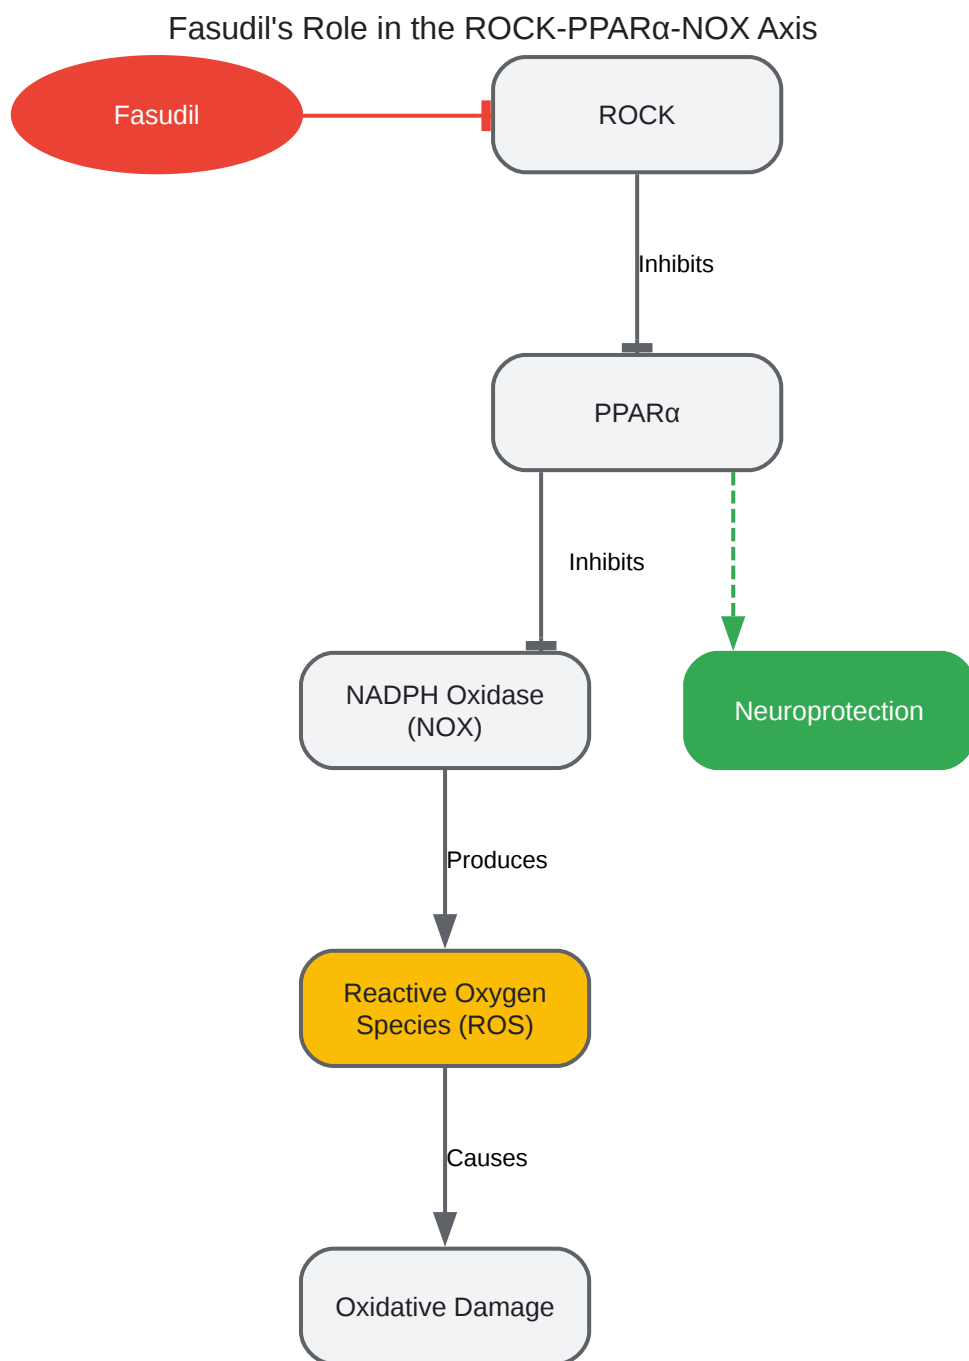 Fasudil's Role in the ROCK-PPARα-NOX Axis
Fasudil
ROCK
Inhibits
PPARα
Inhibits
NADPH Oxidase
(NOX)
Neuroprotection
Produces
Reactive Oxygen
Species (ROS)
Causes
Oxidative Damage